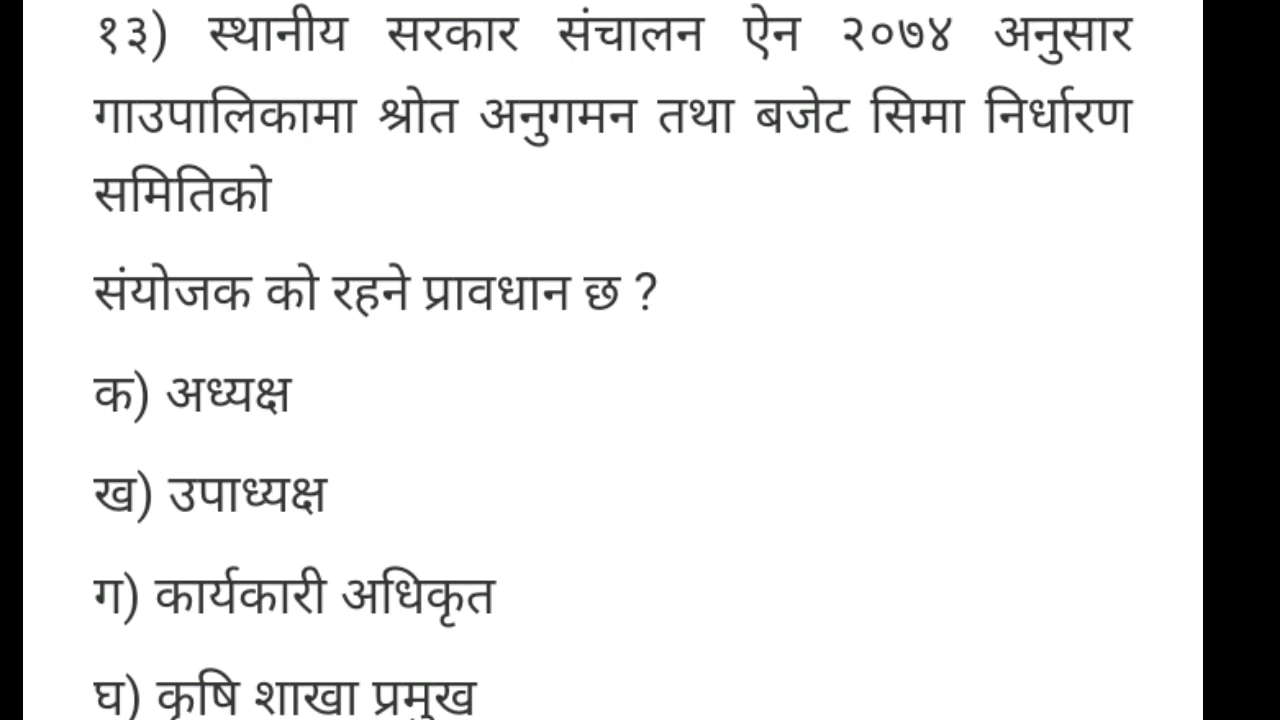 १३) स्थानीय सरकार संचालन ऐन २०७४ अनुसार
गाउपालिकामा श्रोत अनुगमन तथा बजेट सिमा निर्धारण
समितिको
संयोजक को रहने प्रावधान छ ?
क) अध्यक्ष
ख) उपाध्यक्ष
ग) कार्यकारी अधिकृत
घ) कृषि शाखा प्रमुख